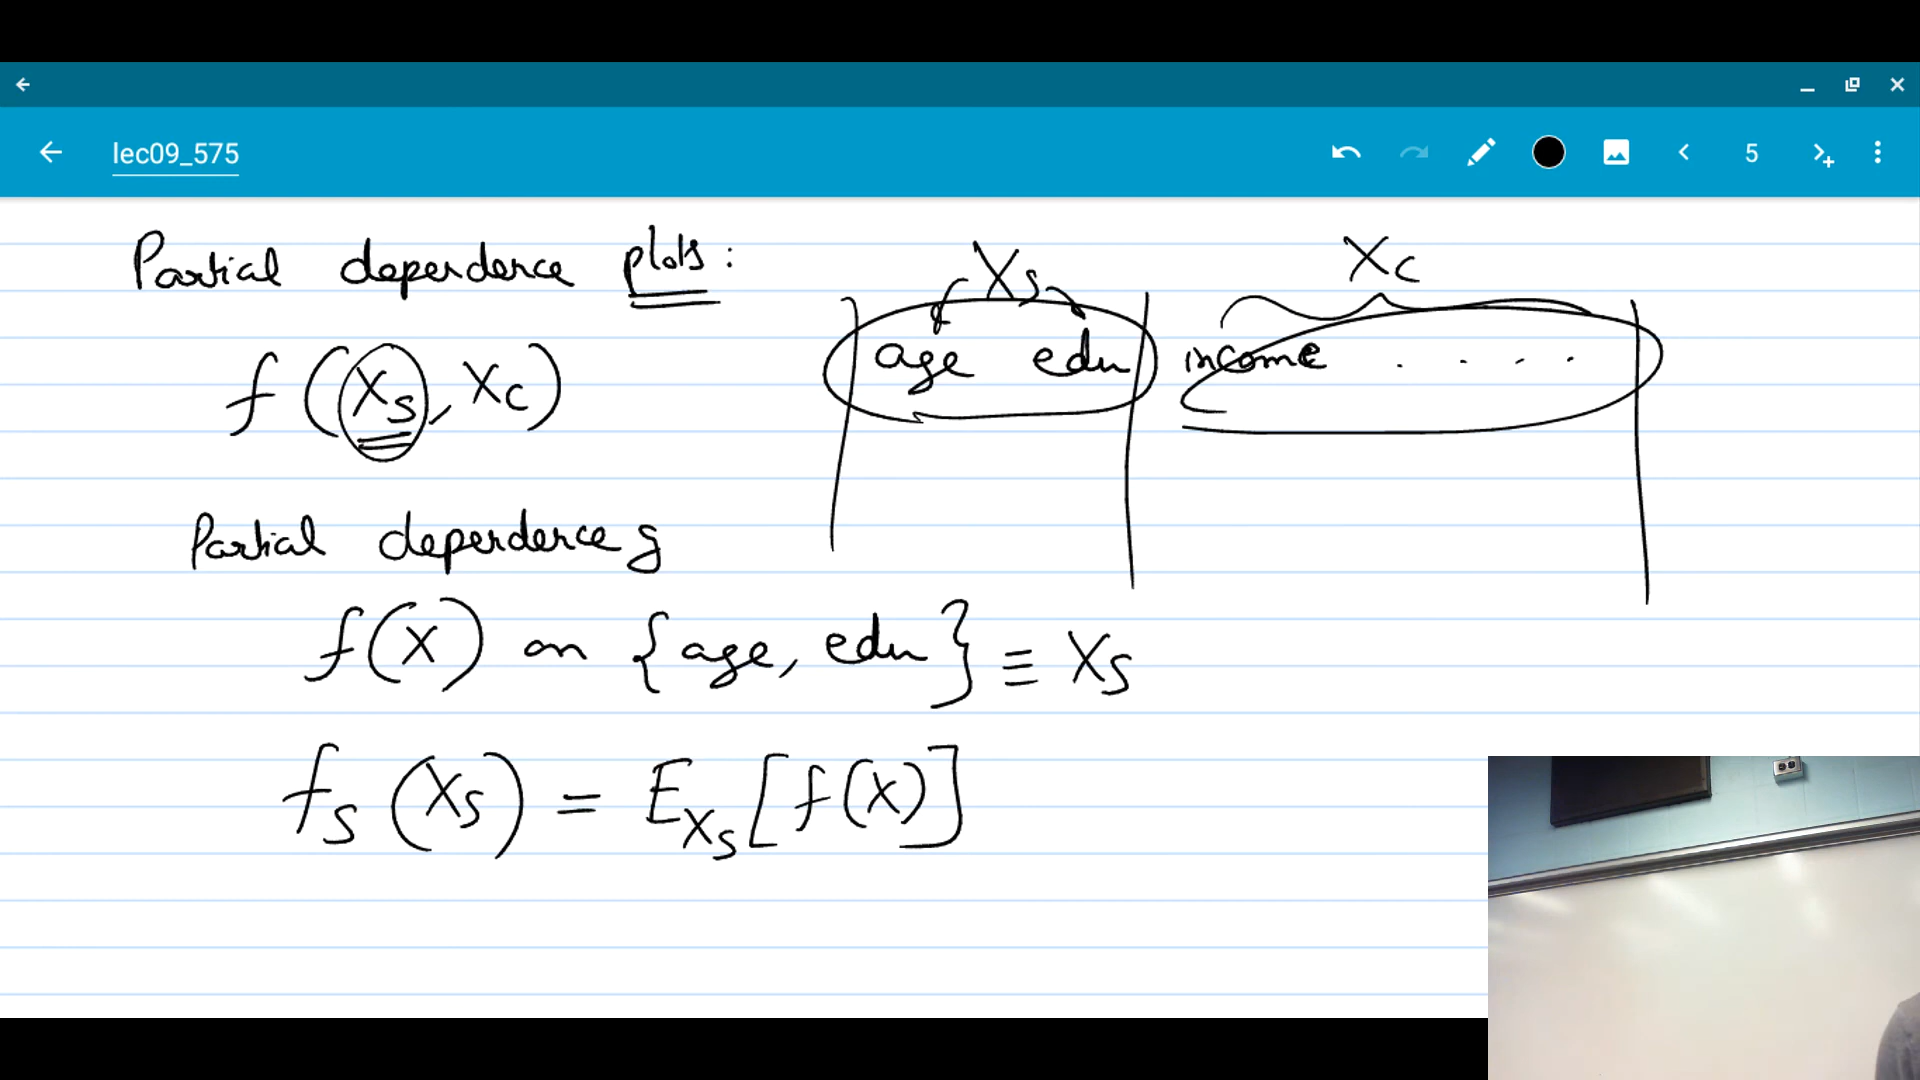 lec09_575
5
Partial dependence plots :
Xs
Xc
age edu income . . . .
f (Xs, Xc)
Partial dependence g
f(X) on {age, edu} ≡ Xs
fs (Xs) = EXs [f(X)]